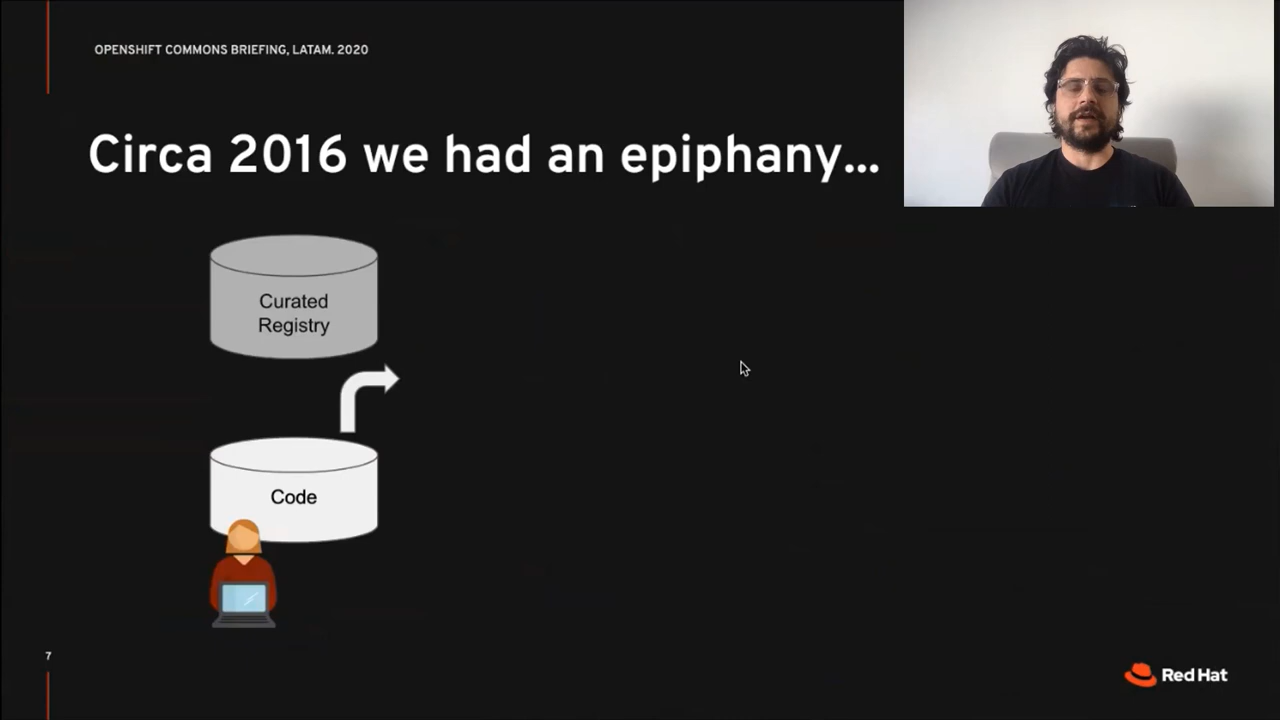 OPENSHIFT COMMONS BRIEFING, LATAM. 2020
Circa 2016 we had an epiphany...
Curated
Registry
Code
7
Red Hat